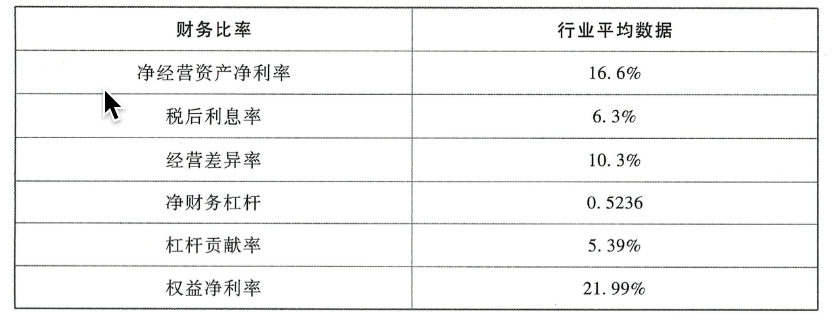 财务比率 行业平均数据
净经营资产净利率 16.6%
税后利息率 6.3%
经营差异率 10.3%
净财务杠杆 0.5236
杠杆贡献率 5.39%
权益净利率 21.99%